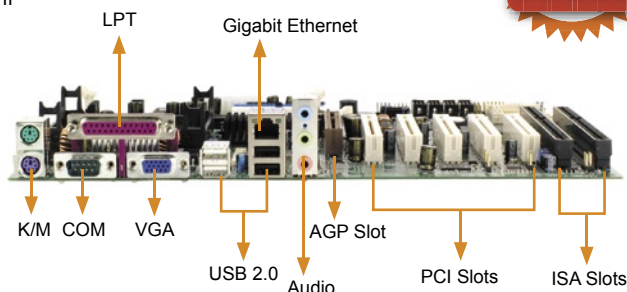 LPT
Gigabit Ethernet
K/M
COM
VGA
USB 2.0
Audio
AGP Slot
PCI Slots
ISA Slots